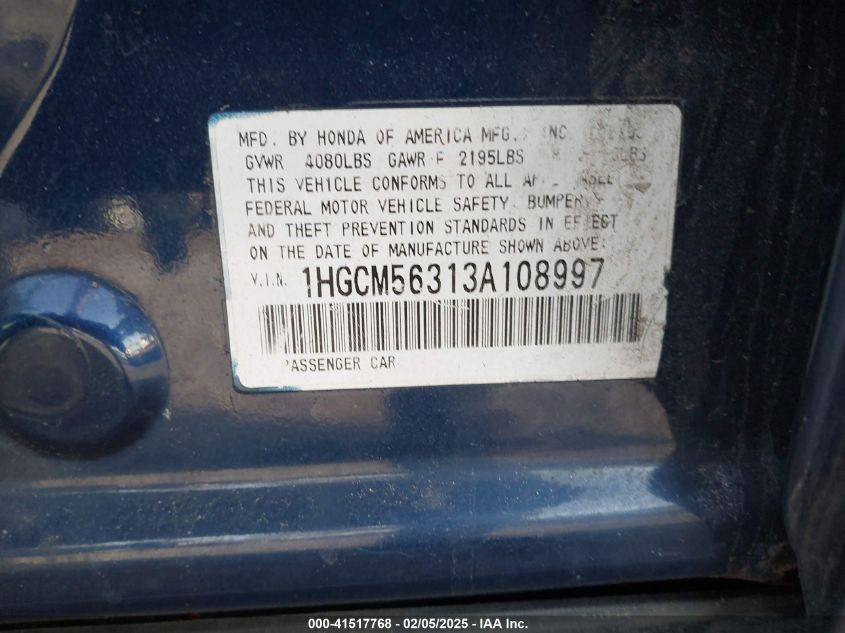 MFD. BY HONDA OF AMERICA MFG. INC.
GVWR 4080LBS GAWR F 2195LBS
THIS VEHICLE CONFORMS TO ALL
FEDERAL MOTOR VEHICLE SAFETY, BUMPER,
AND THEFT PREVENTION STANDARDS IN EFFECT
ON THE DATE OF MANUFACTURE SHOWN ABOVE.
V.I.N. 1HGCM56313A108997
PASSENGER CAR
000-41517768 - 02/05/2025 - IAA Inc.